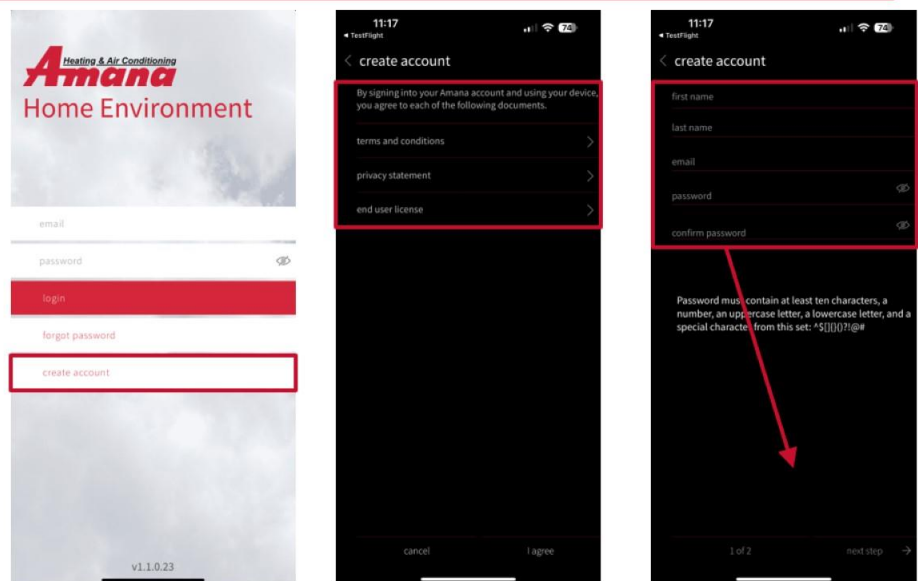 Heating & Air Conditioning
Amana
Home Environment
email
password
login
forgot password
create account
v1.1.0.23
11:17
74
◀ TestFlight
< create account
By signing into your Amana account and using your device,
you agree to each of the following documents.
terms and conditions >
privacy statement >
end user license >
cancel I agree
11:17
74
◀ TestFlight
< create account
first name
last name
email
password
confirm password
Password must contain at least ten characters, a
number, an uppercase letter, a lowercase letter, and a
special character from this set: ^$[]{}()?!@#
1 of 2 next step →